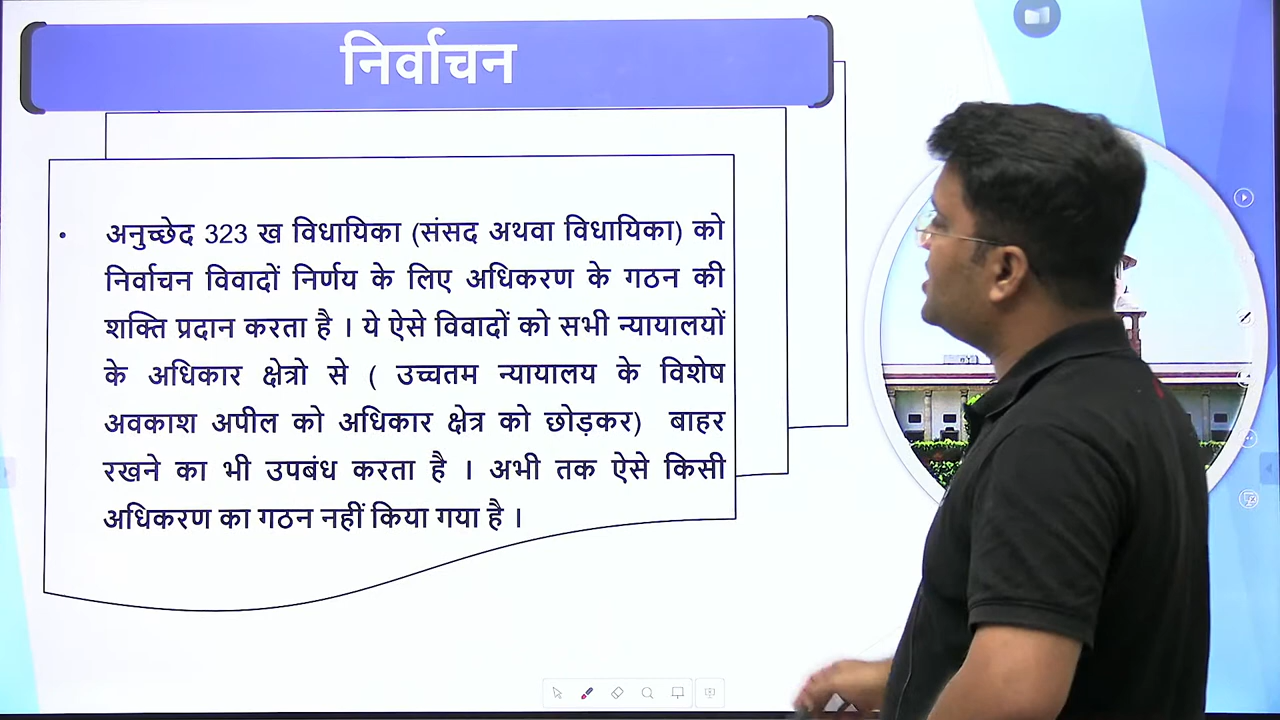 निर्वाचन
• अनुच्छेद 323 ख विधायिका (संसद अथवा विधायिका) को
निर्वाचन विवादों निर्णय के लिए अधिकरण के गठन की
शक्ति प्रदान करता है । ये ऐसे विवादों को सभी न्यायालयों
के अधिकार क्षेत्रो से ( उच्चतम न्यायालय के विशेष
अवकाश अपील को अधिकार क्षेत्र को छोड़कर) बाहर
रखने का भी उपबंध करता है । अभी तक ऐसे किसी
अधिकरण का गठन नहीं किया गया है ।